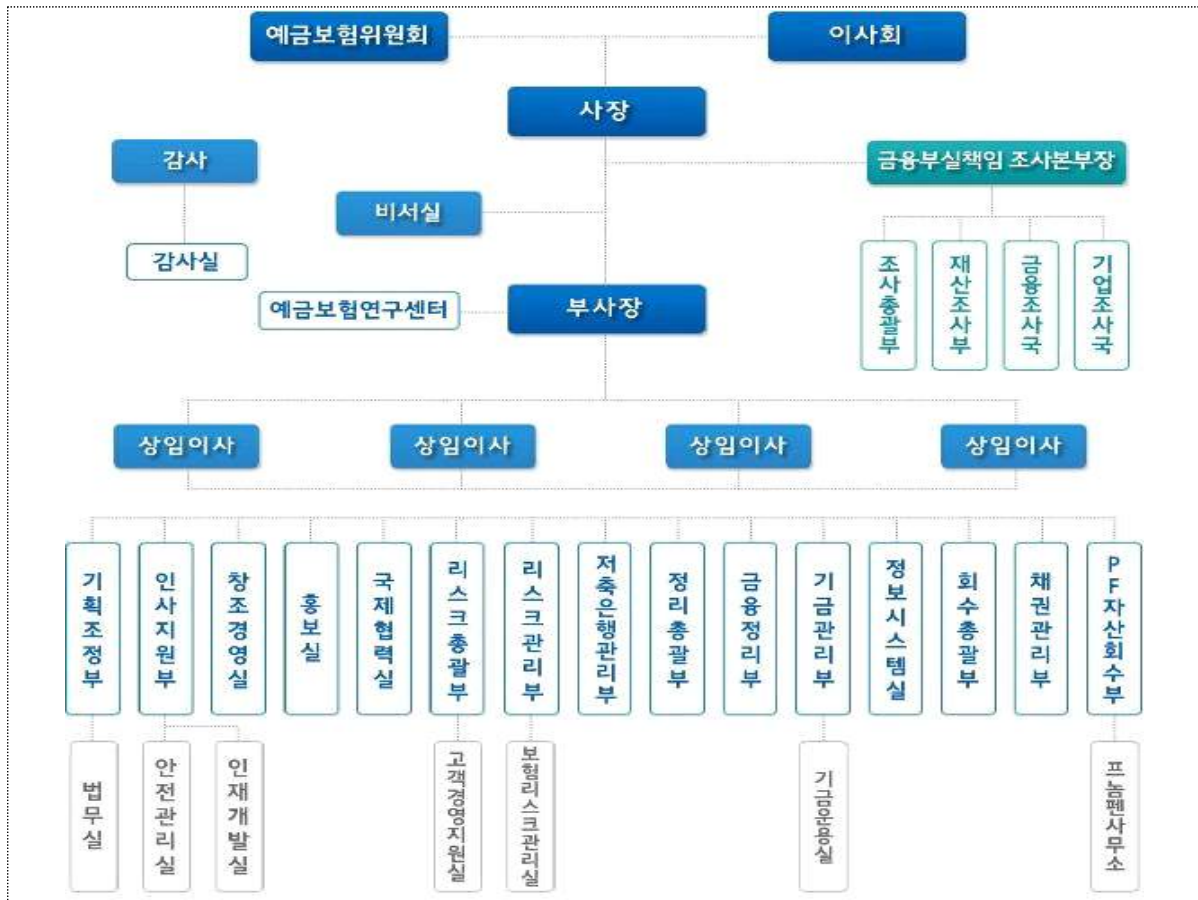 예금보험위원회
이사회
사장
감사
금융부실책임 조사본부장
비서실
감사실
조사총괄부
재산조사부
금융조사국
기업조사국
예금보험연구센터
부사장
상임이사
상임이사
상임이사
상임이사
기획조정부
인사지원부
창조경영실
홍보실
국제협력실
리스크총괄부
리스크관리부
저축은행관리부
정리총괄부
금융정리부
기금관리부
정보시스템실
회수총괄부
채권관리부
PF자산회수부
법무실
안전관리실
인재개발실
고객경영지원실
보험리스크관리실
기금운용실
프놈펜사무소